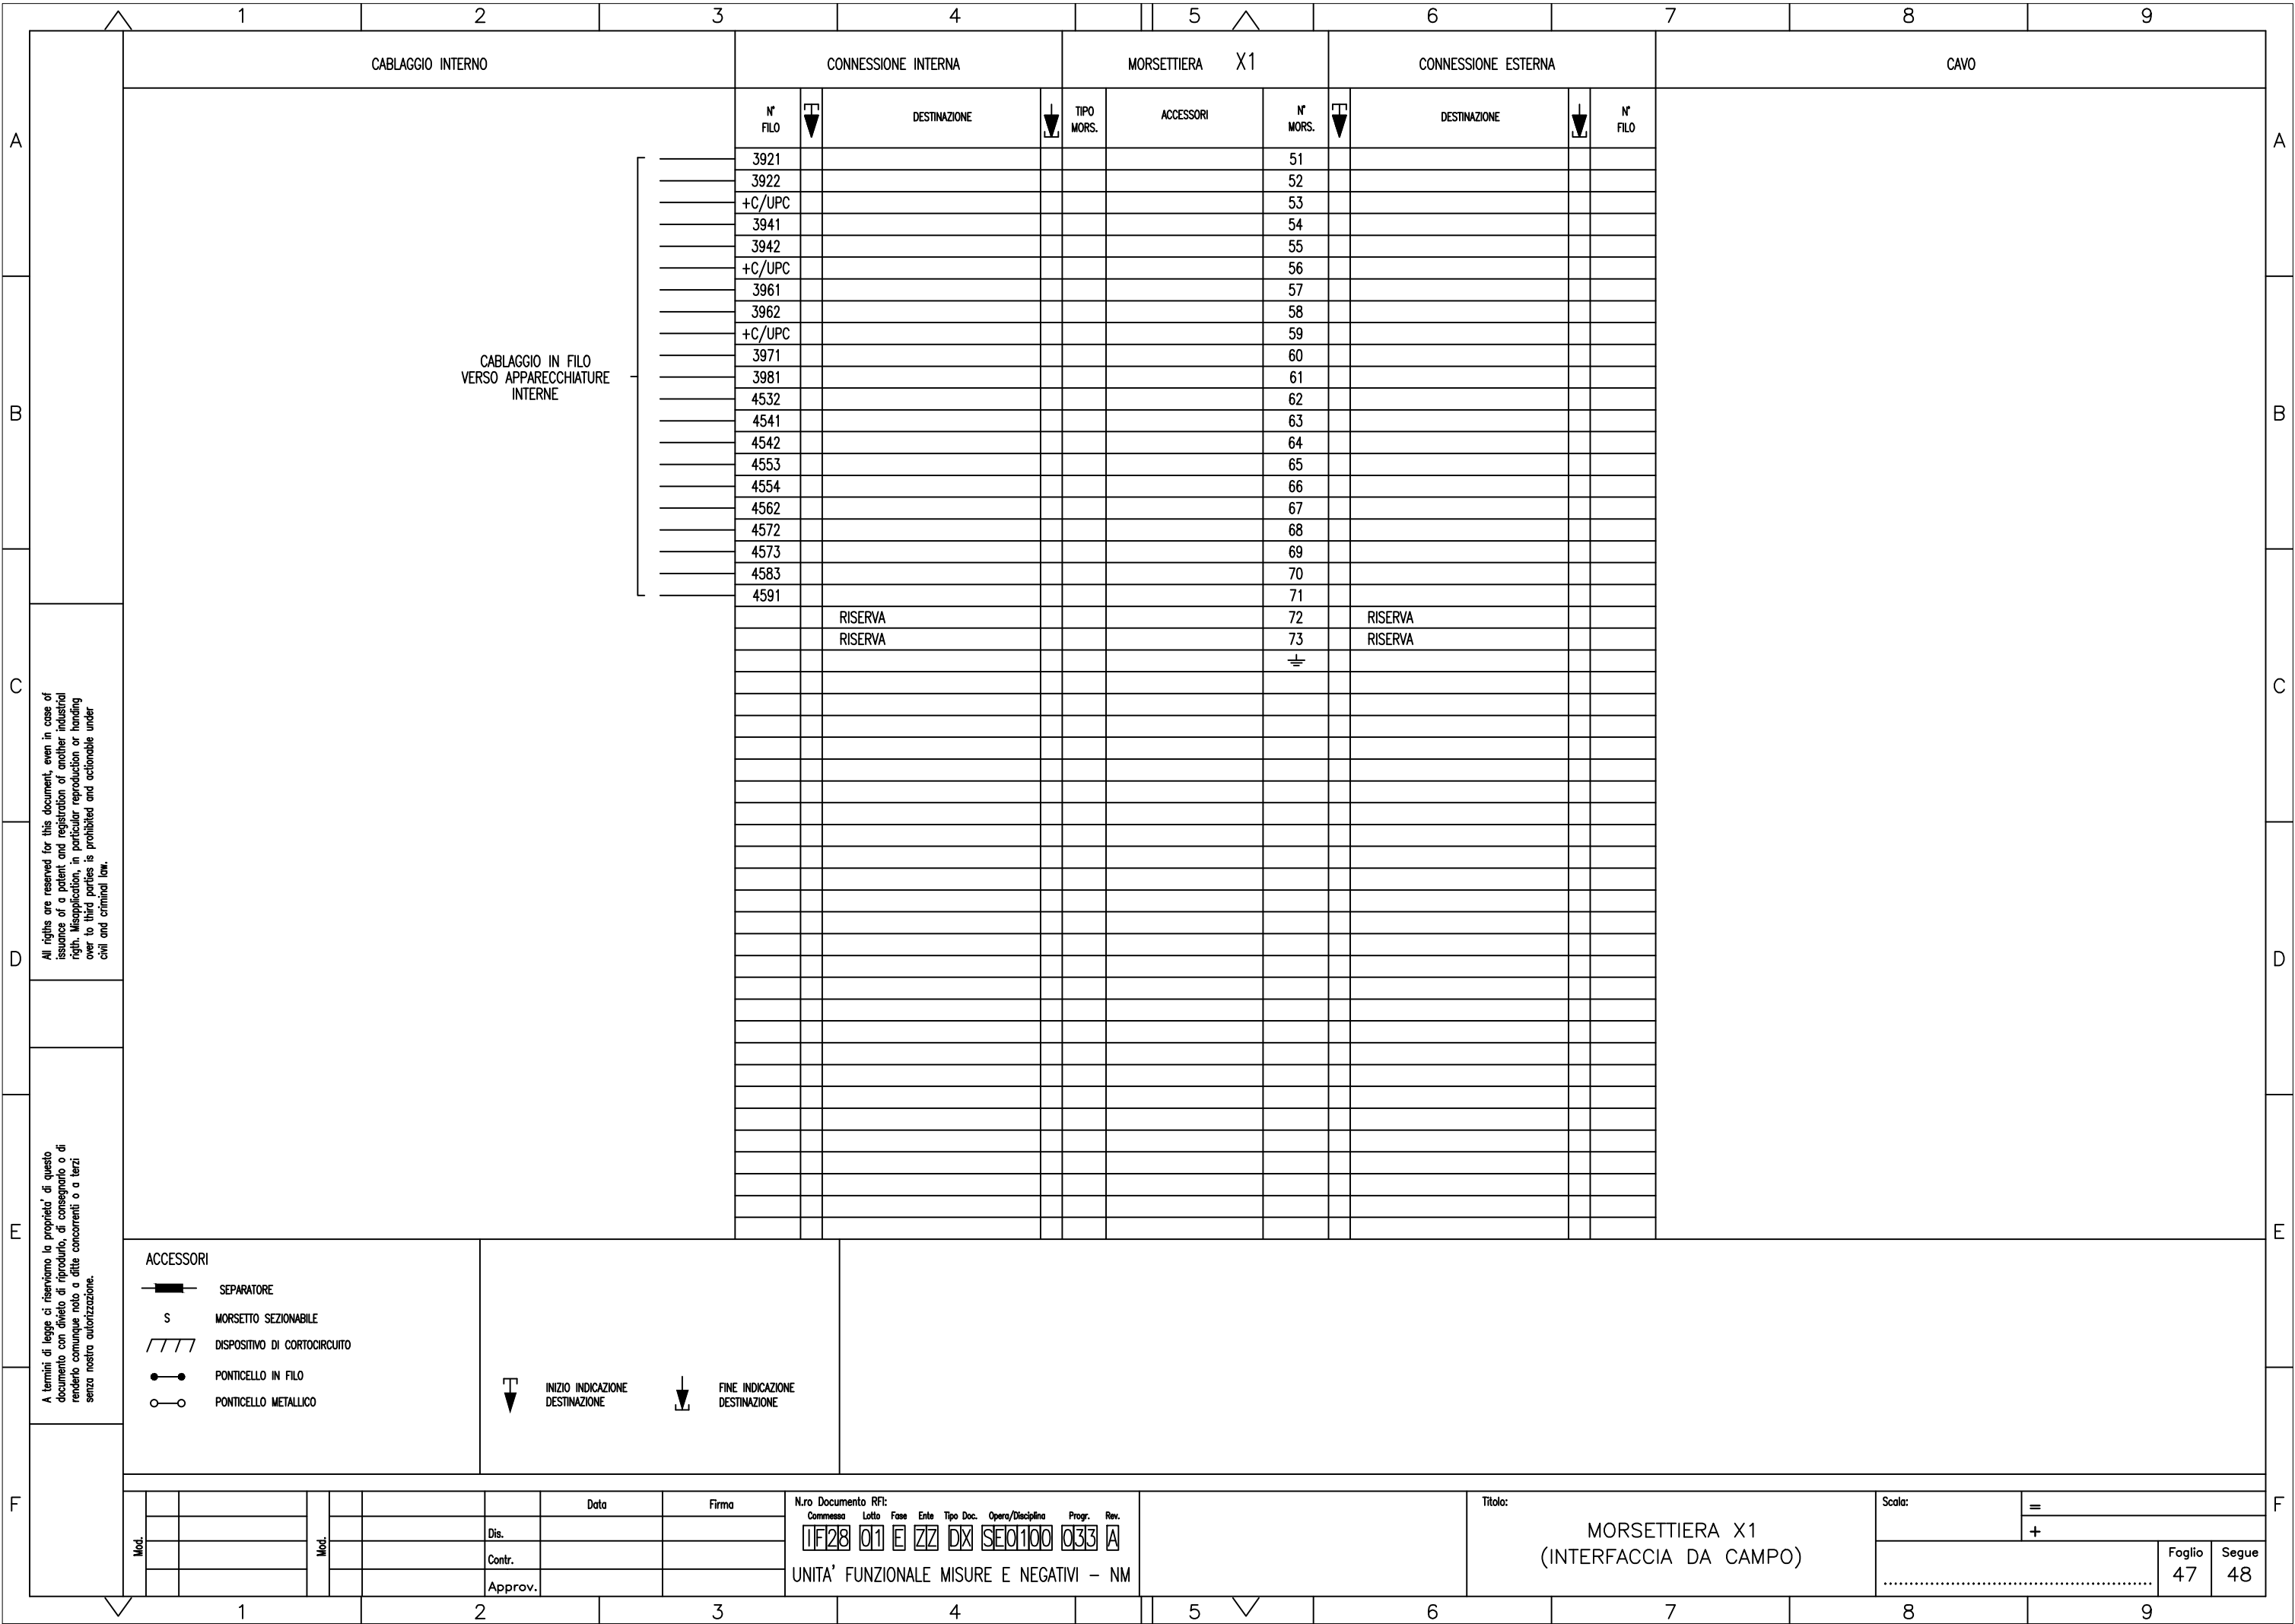 1 2 3 4 5 6 7 8 9
CABLAGGIO INTERNO
CONNESSIONE INTERNA
MORSETTIERA X1
CONNESSIONE ESTERNA
CAVO
N° FILO
DESTINAZIONE
TIPO MORS.
ACCESSORI
N° MORS.
DESTINAZIONE
N° FILO
A A
B B
C C
D D
E E
F F
3921 51
3922 52
+C/UPC 53
3941 54
3942 55
+C/UPC 56
3961 57
3962 58
+C/UPC 59
3971 60
3981 61
4532 62
4541 63
4542 64
4553 65
4554 66
4562 67
4572 68
4573 69
4583 70
4591 71
RISERVA 72 RISERVA
RISERVA 73 RISERVA
CABLAGGIO IN FILO
VERSO APPARECCHIATURE
INTERNE
All rigths are reserved for this document, even in case of
issuance of a patent and registration of another industrial
rigth. Misapplication, in particular reproduction or handing
over to third parties is prohibited and actionable under
civil and criminal law.
A termini di legge ci riserviamo la proprieta' di questo
documento con divieto di riprodurlo, di consegnarlo o di
renderlo comunque noto a ditte concorrenti o a terzi
senza nostra autorizzazione.
ACCESSORI
SEPARATORE
S MORSETTO SEZIONABILE
DISPOSITIVO DI CORTOCIRCUITO
PONTICELLO IN FILO
PONTICELLO METALLICO
INIZIO INDICAZIONE
DESTINAZIONE
FINE INDICAZIONE
DESTINAZIONE
Mod.
Mod.
Data Firma
Dis.
Contr.
Approv.
N.ro Documento RFI:
Commessa Lotto Fase Ente Tipo Doc. Opera/Disciplina Progr. Rev.
IF28 01 E ZZ DX SE0100 033 A
UNITA' FUNZIONALE MISURE E NEGATIVI – NM
Titolo:
MORSETTIERA X1
(INTERFACCIA DA CAMPO)
Scala:
=
+
Foglio
47
Segue
48
1 2 3 4 5 6 7 8 9